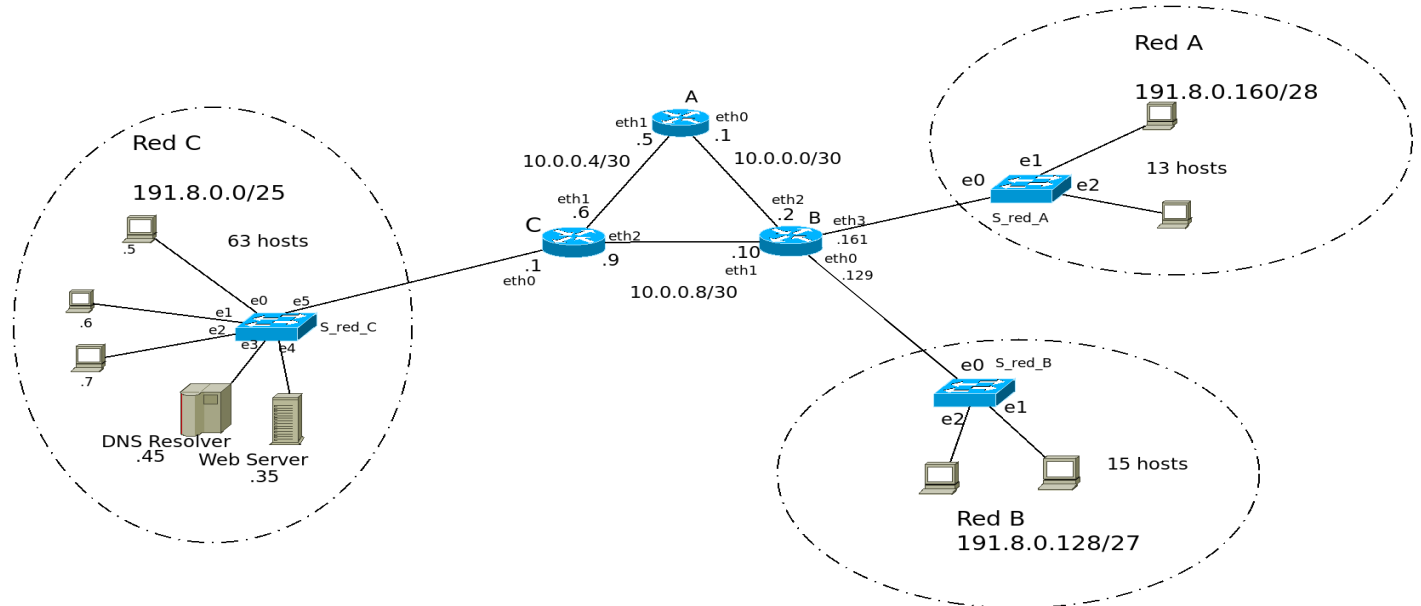 Red A
191.8.0.160/28
13 hosts
e1
e0
e2
S_red_A
A
eth1
.5
eth0
.1
10.0.0.4/30
10.0.0.0/30
Red C
191.8.0.0/25
63 hosts
.5
.6
.7
e0
e5
e1
e2
e3
e4
S_red_C
DNS Resolver
.45
Web Server
.35
eth1
.6
C
eth2
.9
.1
eth0
10.0.0.8/30
eth2
.2
B
eth3
.161
.10
eth1
eth0
.129
e0
S_red_B
e2
e1
15 hosts
Red B
191.8.0.128/27